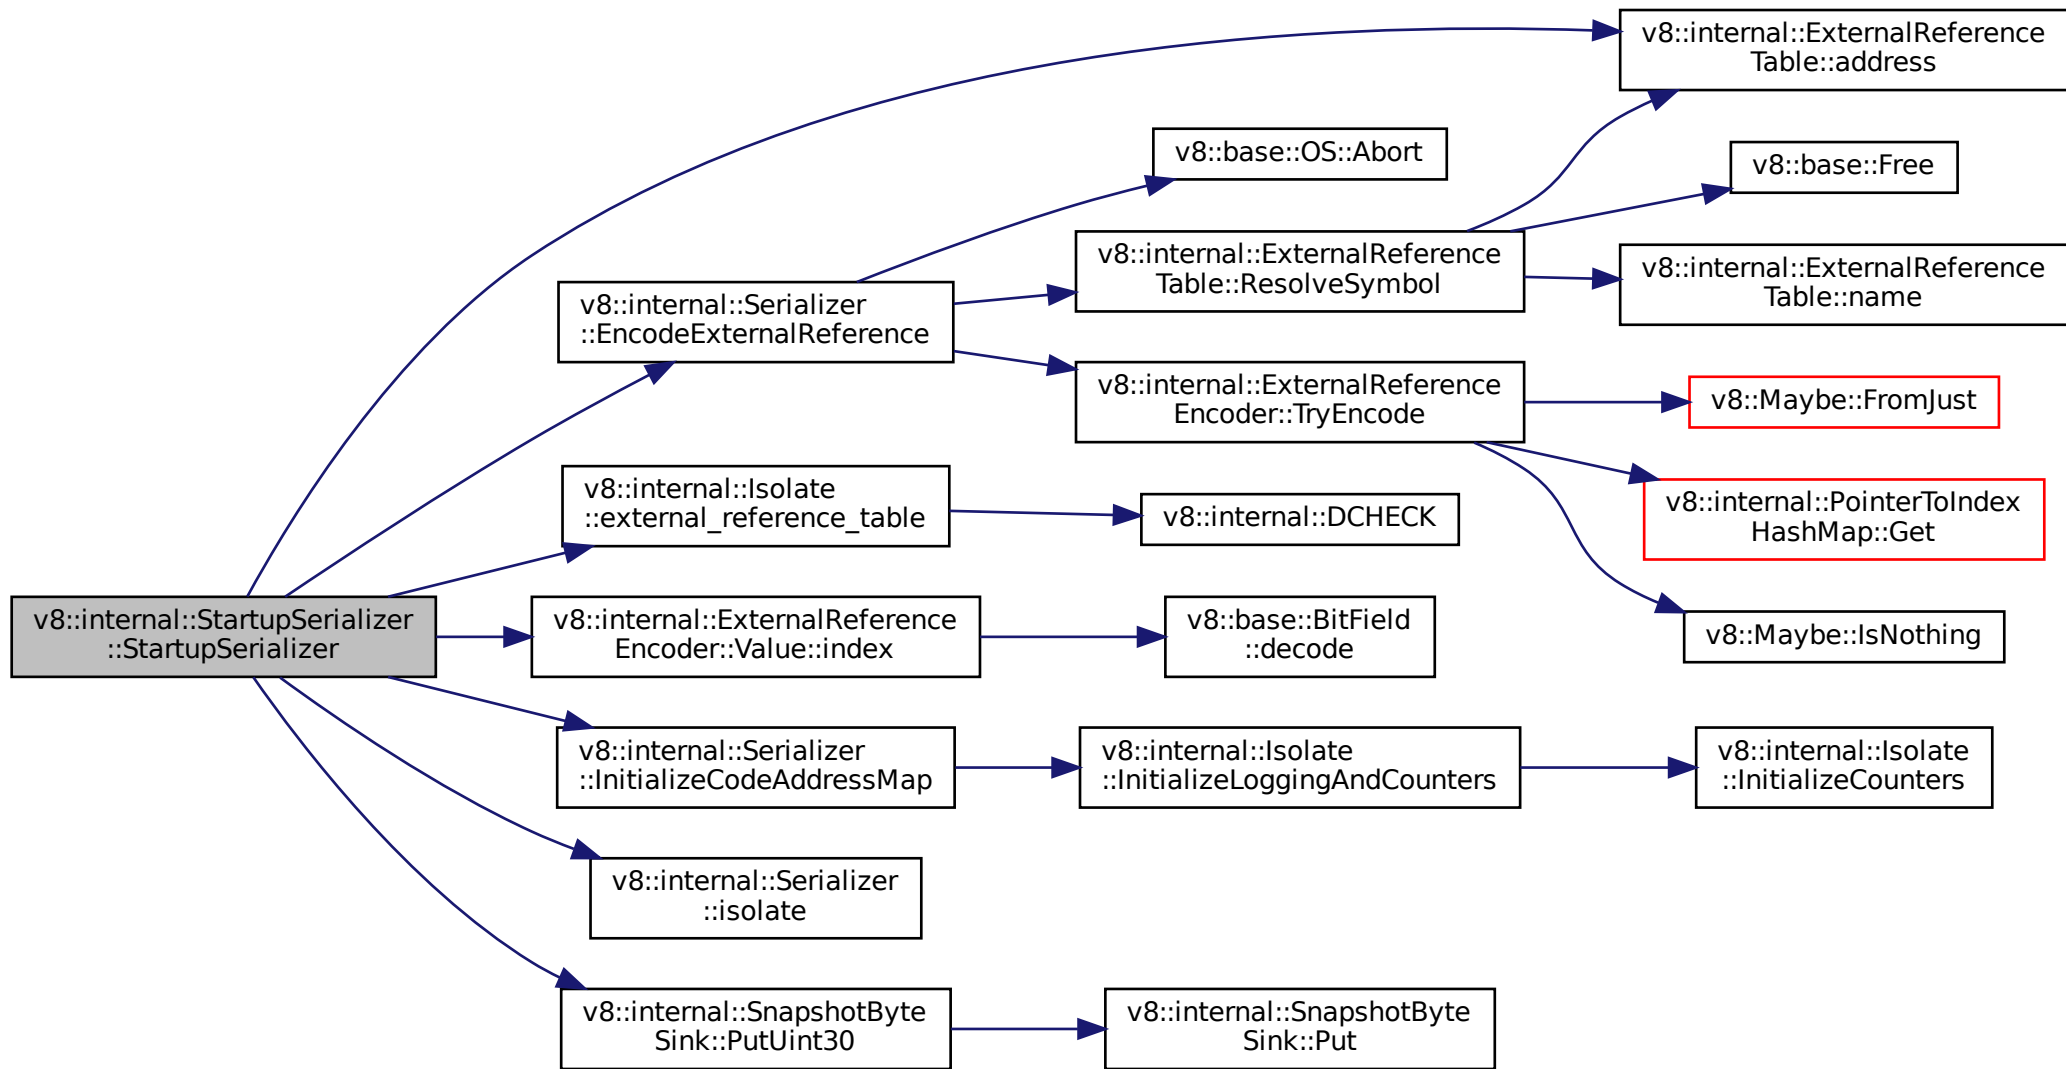 v8::internal::ExternalReference
Table::address
v8::base::OS::Abort
v8::base::Free
v8::internal::ExternalReference
Table::ResolveSymbol
v8::internal::ExternalReference
Table::name
v8::internal::Serializer
::EncodeExternalReference
v8::internal::ExternalReference
Encoder::TryEncode
v8::Maybe::FromJust
v8::internal::Isolate
::external_reference_table
v8::internal::DCHECK
v8::internal::PointerToIndex
HashMap::Get
v8::internal::StartupSerializer
::StartupSerializer
v8::internal::ExternalReference
Encoder::Value::index
v8::base::BitField
::decode
v8::Maybe::IsNothing
v8::internal::Serializer
::InitializeCodeAddressMap
v8::internal::Isolate
::InitializeLoggingAndCounters
v8::internal::Isolate
::InitializeCounters
v8::internal::Serializer
::isolate
v8::internal::SnapshotByte
Sink::PutUint30
v8::internal::SnapshotByte
Sink::Put